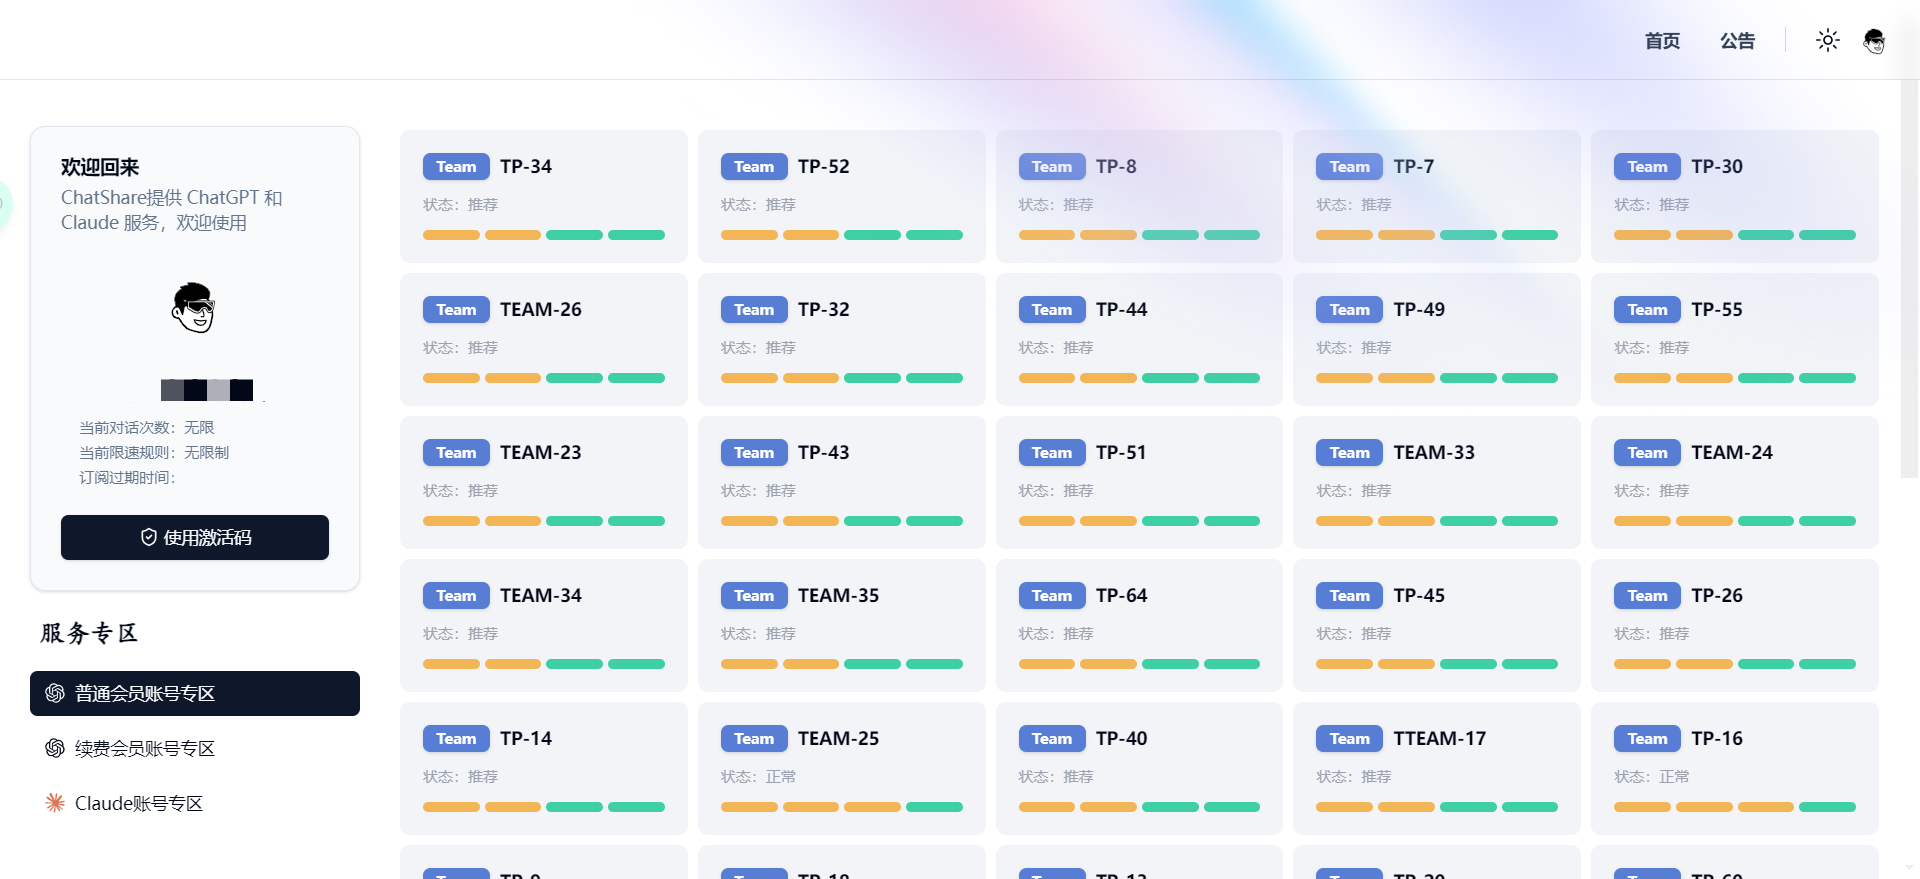 首页
公告
欢迎回来
ChatShare提供 ChatGPT 和
Claude 服务，欢迎使用
当前对话次数：无限
当前限速规则：无限制
订阅过期时间：
使用激活码
服务专区
普通会员账号专区
续费会员账号专区
Claude账号专区
Team TP-34
状态：推荐
Team TP-52
状态：推荐
Team TP-8
状态：推荐
Team TP-7
状态：推荐
Team TP-30
状态：推荐
Team TEAM-26
状态：推荐
Team TP-32
状态：推荐
Team TP-44
状态：推荐
Team TP-49
状态：推荐
Team TP-55
状态：推荐
Team TEAM-23
状态：推荐
Team TP-43
状态：推荐
Team TP-51
状态：推荐
Team TEAM-33
状态：推荐
Team TEAM-24
状态：推荐
Team TEAM-34
状态：推荐
Team TEAM-35
状态：推荐
Team TP-64
状态：推荐
Team TP-45
状态：推荐
Team TP-26
状态：推荐
Team TP-14
状态：推荐
Team TEAM-25
状态：正常
Team TP-40
状态：推荐
Team TTEAM-17
状态：推荐
Team TP-16
状态：正常